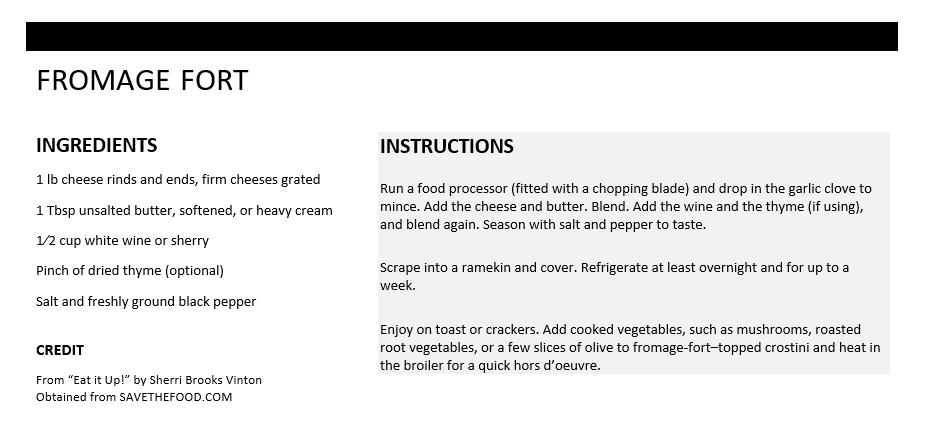 FROMAGE FORT
INGREDIENTS
1 lb cheese rinds and ends, firm cheeses grated
1 Tbsp unsalted butter, softened, or heavy cream
1⁄2 cup white wine or sherry
Pinch of dried thyme (optional)
Salt and freshly ground black pepper
CREDIT
From “Eat it Up!” by Sherri Brooks Vinton
Obtained from SAVETHEFOOD.COM
INSTRUCTIONS
Run a food processor (fitted with a chopping blade) and drop in the garlic clove to
mince. Add the cheese and butter. Blend. Add the wine and the thyme (if using),
and blend again. Season with salt and pepper to taste.
Scrape into a ramekin and cover. Refrigerate at least overnight and for up to a
week.
Enjoy on toast or crackers. Add cooked vegetables, such as mushrooms, roasted
root vegetables, or a few slices of olive to fromage-fort–topped crostini and heat in
the broiler for a quick hors d’oeuvre.